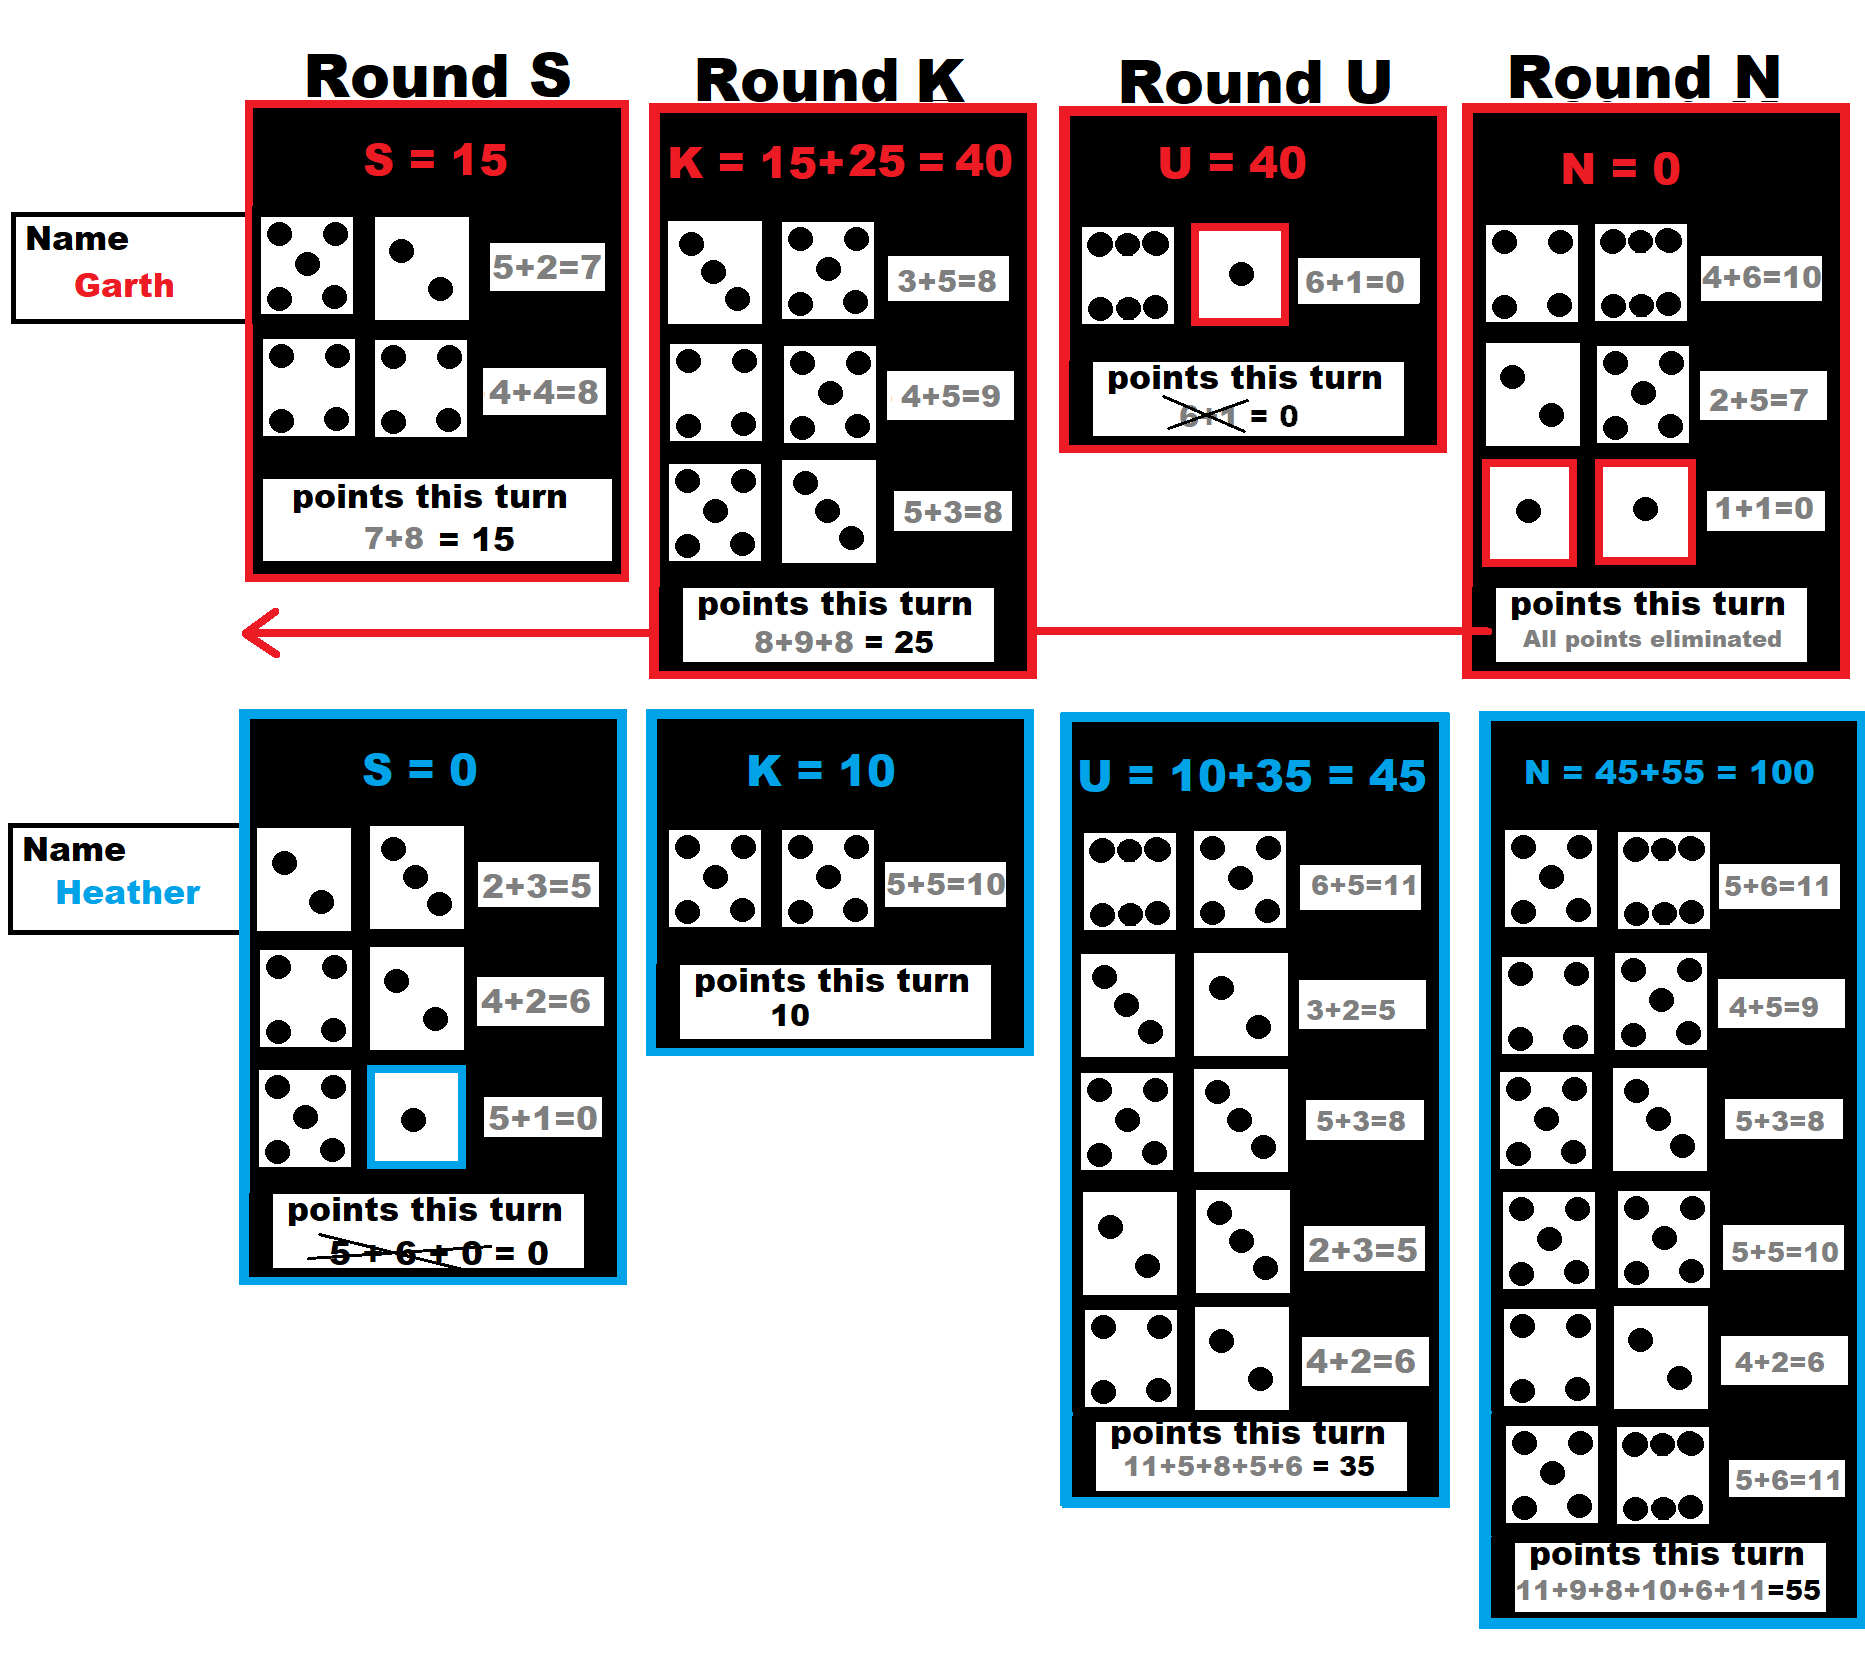 Round S
Round K
Round U
Round N
Name
Garth
S = 15
5+2=7
4+4=8
points this turn
7+8 = 15
K = 15+25 = 40
3+5=8
4+5=9
5+3=8
points this turn
8+9+8 = 25
U = 40
6+1=0
points this turn
6+1 = 0
N = 0
4+6=10
2+5=7
1+1=0
points this turn
All points eliminated
Name
Heather
S = 0
2+3=5
4+2=6
5+1=0
points this turn
5 + 6 + 0 = 0
K = 10
5+5=10
points this turn
10
U = 10+35 = 45
6+5=11
3+2=5
5+3=8
2+3=5
4+2=6
points this turn
11+5+8+5+6 = 35
N = 45+55 = 100
5+6=11
4+5=9
5+3=8
5+5=10
4+2=6
5+6=11
points this turn
11+9+8+10+6+11=55